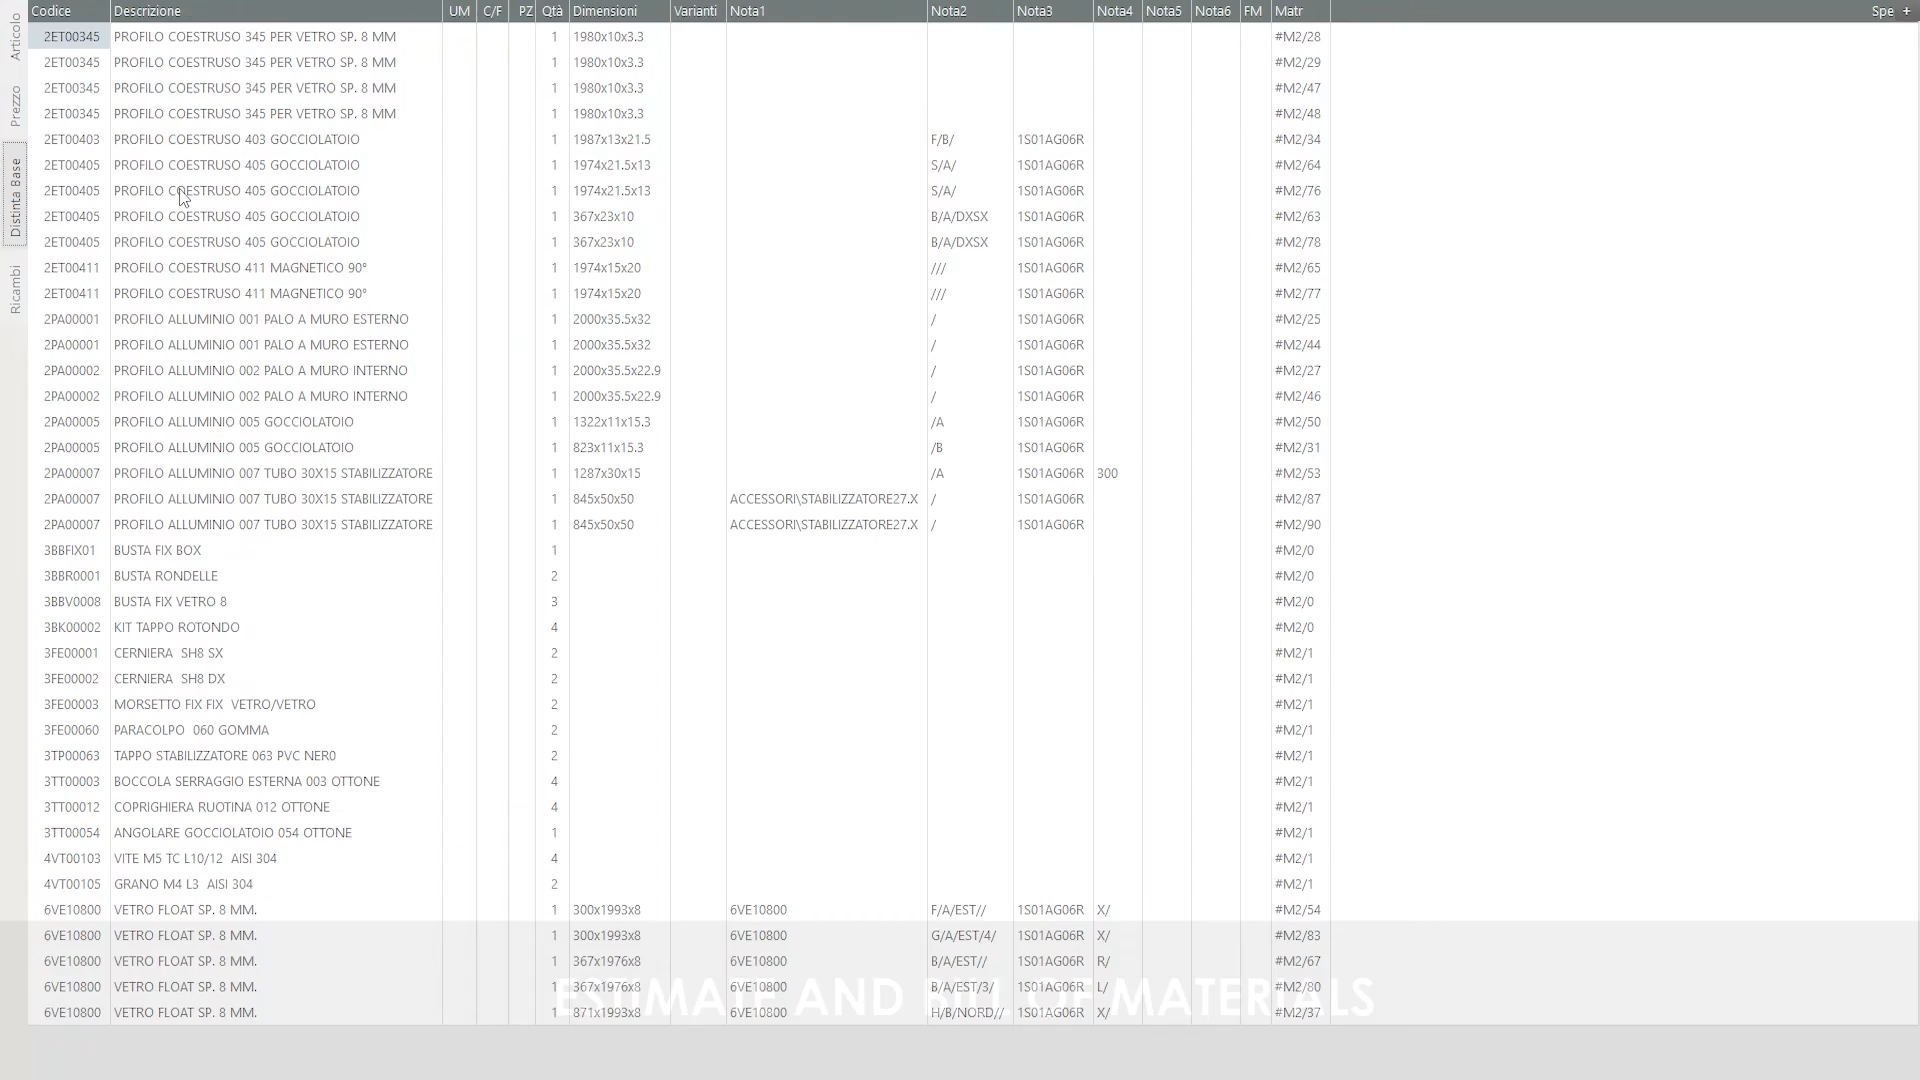 Codice Descrizione UM C/F PZ Qtà Dimensioni Varianti Nota1 Nota2 Nota3 Nota4 Nota5 Nota6 FM Matr Spe +
Articolo
Prezzo
Distinta Base
Ricambi
2ET00345 PROFILO COESTRUSO 345 PER VETRO SP. 8 MM 1 1980x10x3.3 #M2/28
2ET00345 PROFILO COESTRUSO 345 PER VETRO SP. 8 MM 1 1980x10x3.3 #M2/29
2ET00345 PROFILO COESTRUSO 345 PER VETRO SP. 8 MM 1 1980x10x3.3 #M2/47
2ET00345 PROFILO COESTRUSO 345 PER VETRO SP. 8 MM 1 1980x10x3.3 #M2/48
2ET00403 PROFILO COESTRUSO 403 GOCCIOLATOIO 1 1987x13x21.5 F/B/ 1S01AG06R #M2/34
2ET00405 PROFILO COESTRUSO 405 GOCCIOLATOIO 1 1974x21.5x13 S/A/ 1S01AG06R #M2/64
2ET00405 PROFILO COESTRUSO 405 GOCCIOLATOIO 1 1974x21.5x13 S/A/ 1S01AG06R #M2/76
2ET00405 PROFILO COESTRUSO 405 GOCCIOLATOIO 1 367x23x10 B/A/DXSX 1S01AG06R #M2/63
2ET00405 PROFILO COESTRUSO 405 GOCCIOLATOIO 1 367x23x10 B/A/DXSX 1S01AG06R #M2/78
2ET00411 PROFILO COESTRUSO 411 MAGNETICO 90° 1 1974x15x20 /// 1S01AG06R #M2/65
2ET00411 PROFILO COESTRUSO 411 MAGNETICO 90° 1 1974x15x20 /// 1S01AG06R #M2/77
2PA00001 PROFILO ALLUMINIO 001 PALO A MURO ESTERNO 1 2000x35.5x32 / 1S01AG06R #M2/25
2PA00001 PROFILO ALLUMINIO 001 PALO A MURO ESTERNO 1 2000x35.5x32 / 1S01AG06R #M2/44
2PA00002 PROFILO ALLUMINIO 002 PALO A MURO INTERNO 1 2000x35.5x22.9 / 1S01AG06R #M2/27
2PA00002 PROFILO ALLUMINIO 002 PALO A MURO INTERNO 1 2000x35.5x22.9 / 1S01AG06R #M2/46
2PA00005 PROFILO ALLUMINIO 005 GOCCIOLATOIO 1 1322x11x15.3 /A 1S01AG06R #M2/50
2PA00005 PROFILO ALLUMINIO 005 GOCCIOLATOIO 1 823x11x15.3 /B 1S01AG06R #M2/31
2PA00007 PROFILO ALLUMINIO 007 TUBO 30X15 STABILIZZATORE 1 1287x30x15 /A 1S01AG06R 300 #M2/53
2PA00007 PROFILO ALLUMINIO 007 TUBO 30X15 STABILIZZATORE 1 845x50x50 ACCESSORI\STABILIZZATORE27.X / 1S01AG06R #M2/87
2PA00007 PROFILO ALLUMINIO 007 TUBO 30X15 STABILIZZATORE 1 845x50x50 ACCESSORI\STABILIZZATORE27.X / 1S01AG06R #M2/90
3BBFIX01 BUSTA FIX BOX 1 #M2/0
3BBR0001 BUSTA RONDELLE 2 #M2/0
3BBV0008 BUSTA FIX VETRO 8 3 #M2/0
3BK00002 KIT TAPPO ROTONDO 4 #M2/0
3FE00001 CERNIERA SH8 SX 2 #M2/1
3FE00002 CERNIERA SH8 DX 2 #M2/1
3FE00003 MORSETTO FIX FIX VETRO/VETRO 2 #M2/1
3FE00060 PARACOLPO 060 GOMMA 2 #M2/1
3TP00063 TAPPO STABILIZZATORE 063 PVC NER0 2 #M2/1
3TT00003 BOCCOLA SERRAGGIO ESTERNA 003 OTTONE 4 #M2/1
3TT00012 COPRIGHIERA RUOTINA 012 OTTONE 4 #M2/1
3TT00054 ANGOLARE GOCCIOLATOIO 054 OTTONE 1 #M2/1
4VT00103 VITE M5 TC L10/12 AISI 304 4 #M2/1
4VT00105 GRANO M4 L3 AISI 304 2 #M2/1
6VE10800 VETRO FLOAT SP. 8 MM. 1 300x1993x8 6VE10800 F/A/EST// 1S01AG06R X/ #M2/54
6VE10800 VETRO FLOAT SP. 8 MM. 1 300x1993x8 6VE10800 G/A/EST/4/ 1S01AG06R X/ #M2/83
6VE10800 VETRO FLOAT SP. 8 MM. 1 367x1976x8 6VE10800 B/A/EST// 1S01AG06R R/ #M2/67
6VE10800 VETRO FLOAT SP. 8 MM. 1 367x1976x8 6VE10800 B/A/EST/3/ 1S01AG06R L/ #M2/80
6VE10800 VETRO FLOAT SP. 8 MM. 1 871x1993x8 6VE10800 H/B/NORD// 1S01AG06R X/ #M2/37
ESTIMATE AND BILL OF MATERIALS